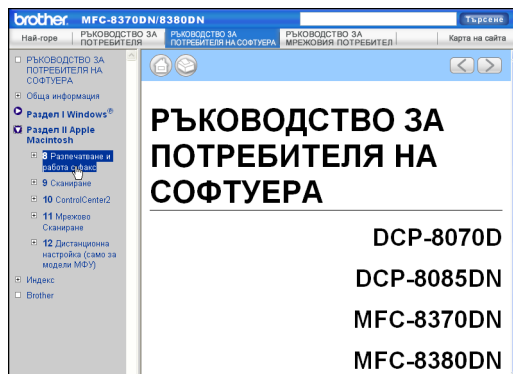 brother MFC-8370DN/8380DN
Търсене
Най-горе
РЪКОВОДСТВО ЗА ПОТРЕБИТЕЛЯ
РЪКОВОДСТВО ЗА ПОТРЕБИТЕЛЯ НА СОФТУЕРА
РЪКОВОДСТВО ЗА МРЕЖОВИЯ ПОТРЕБИТЕЛ
Карта на сайта
РЪКОВОДСТВО ЗА
ПОТРЕБИТЕЛЯ НА
СОФТУЕРА
Обща информация
Раздел I Windows®
Раздел II Apple
Macintosh
8 Разпечатване и
работа с факс
9 Сканиране
10 ControlCenter2
11 Мрежово
Сканиране
12 Дистанционна
настройка (само за
модели МФУ)
Индекс
Brother
РЪКОВОДСТВО ЗА
ПОТРЕБИТЕЛЯ НА
СОФТУЕРА
DCP-8070D
DCP-8085DN
MFC-8370DN
MFC-8380DN